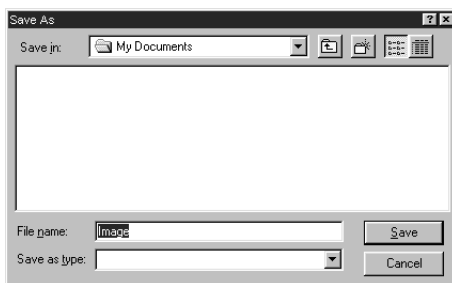 Save As
Save in: My Documents
File name: Image
Save
Save as type:
Cancel